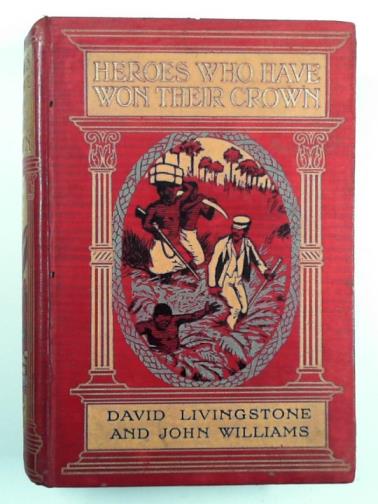 HEROES WHO HAVE
WON THEIR CROWN
DAVID LIVINGSTONE
AND JOHN WILLIAMS